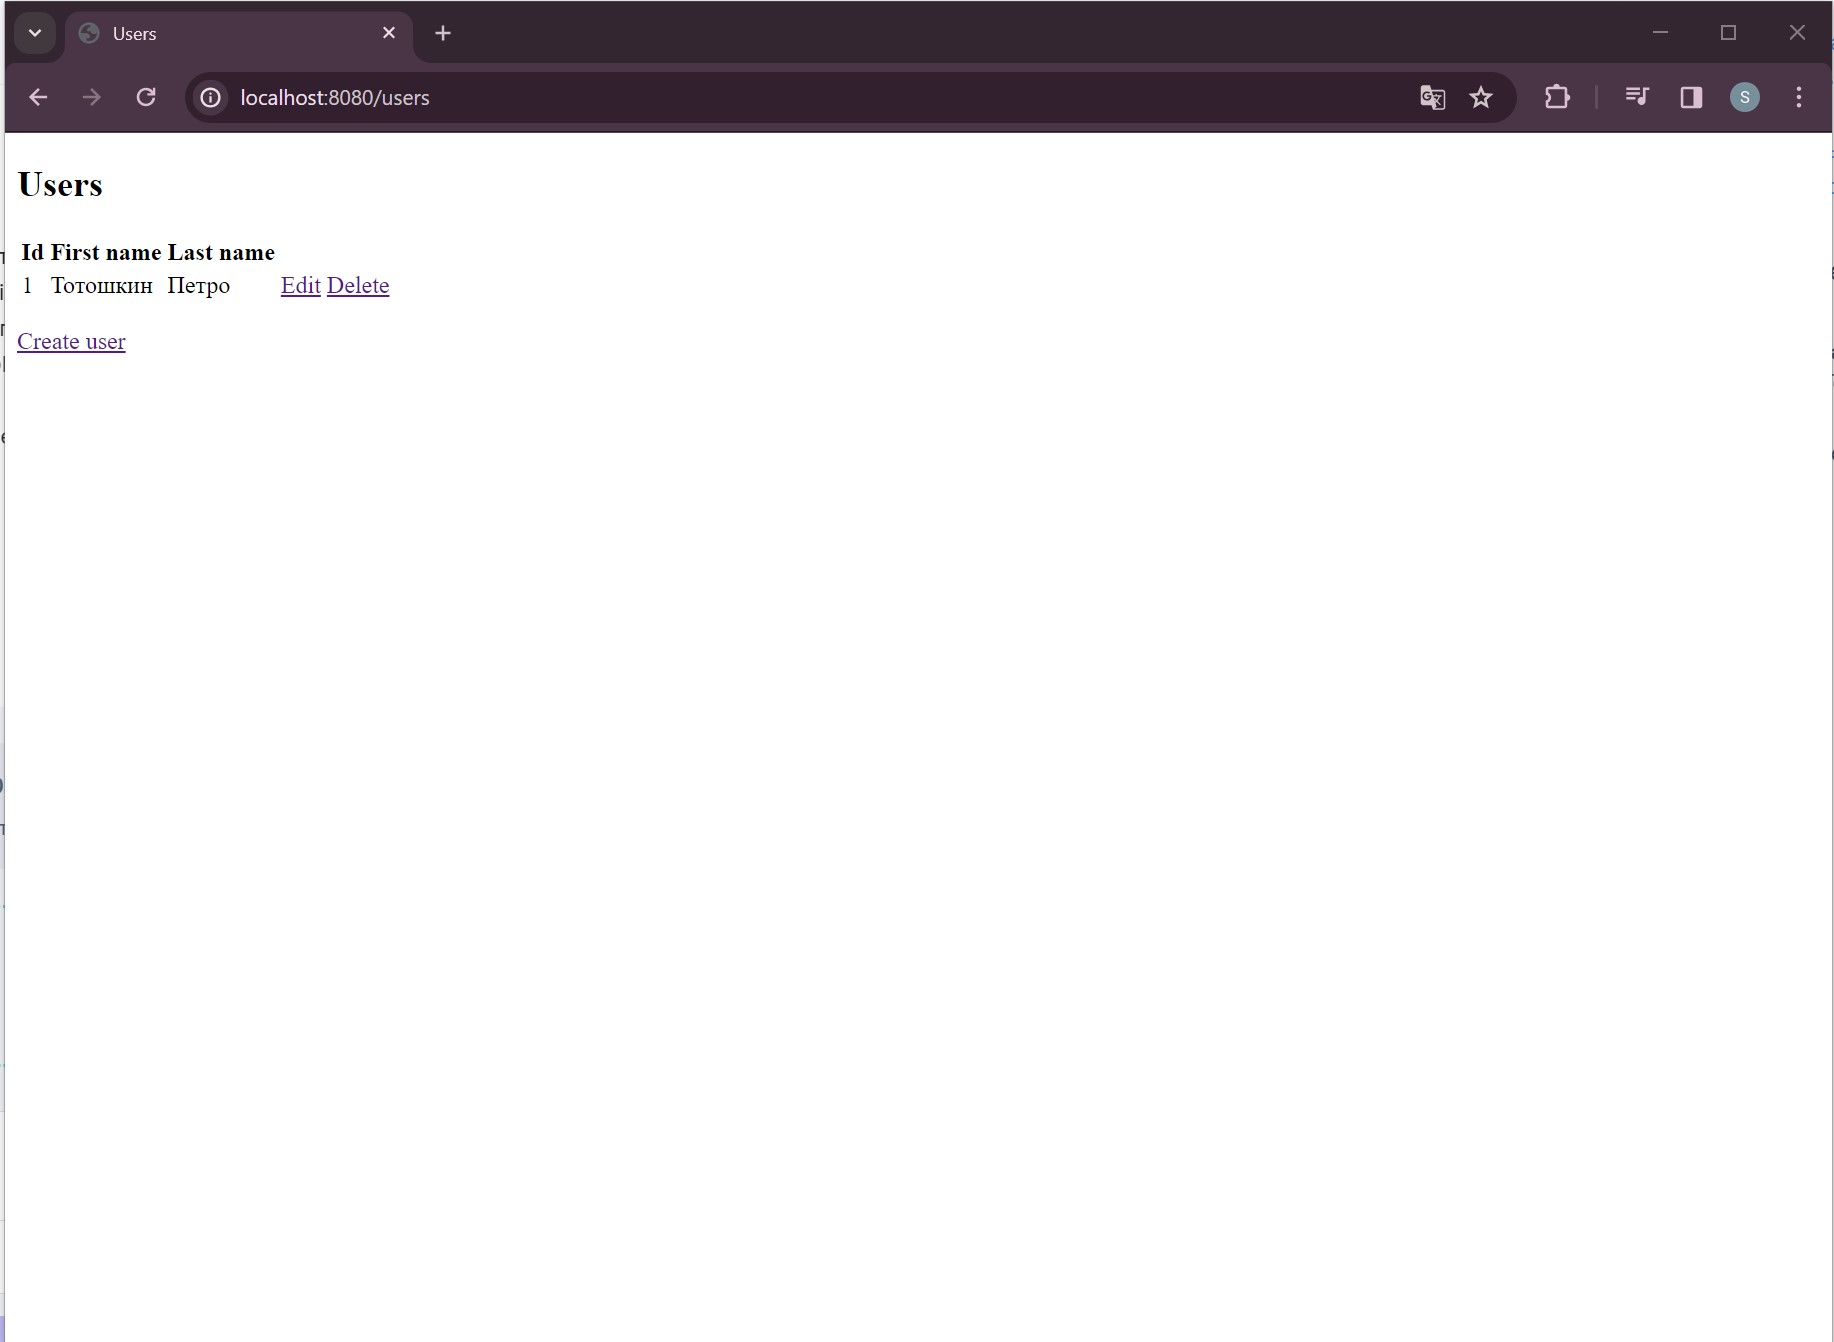 Users
localhost:8080/users
S
Users
Id First name Last name
1 Тотошкин Петро Edit Delete
Create user